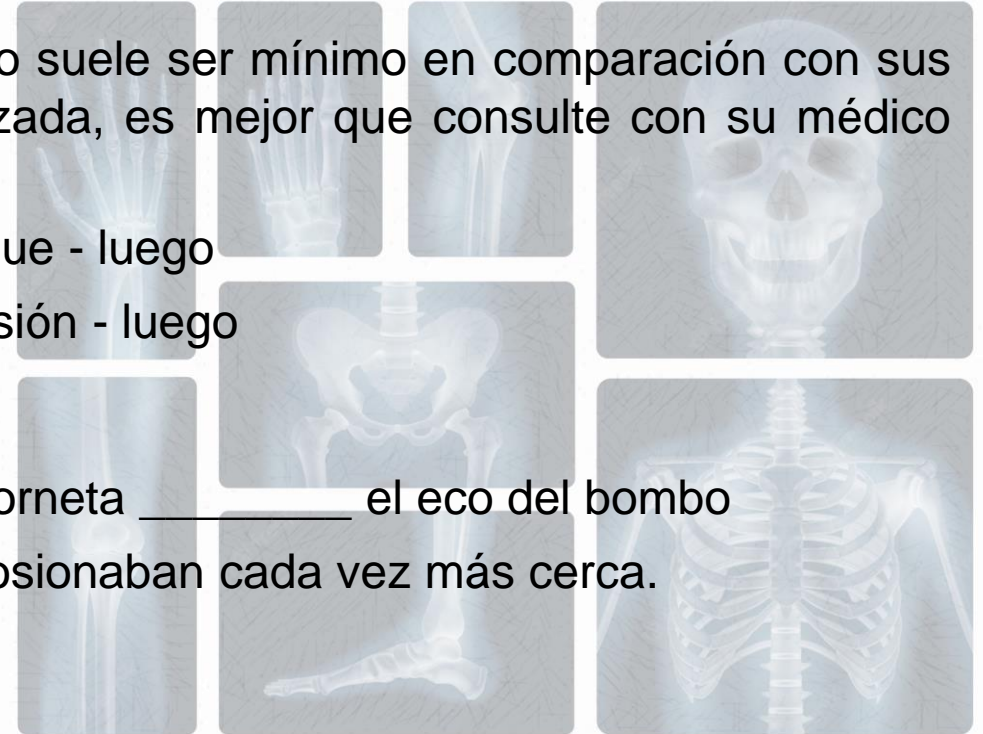 o suele ser mínimo en comparación con sus
zada, es mejor que consulte con su médico
ue - luego
sión - luego
orneta ________ el eco del bombo
osionaban cada vez más cerca.